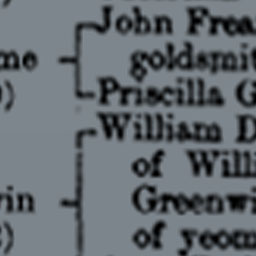 John Frea
me goldsmit
) Priscilla G
William D
of Willi
vin Greenwi
) of yeom